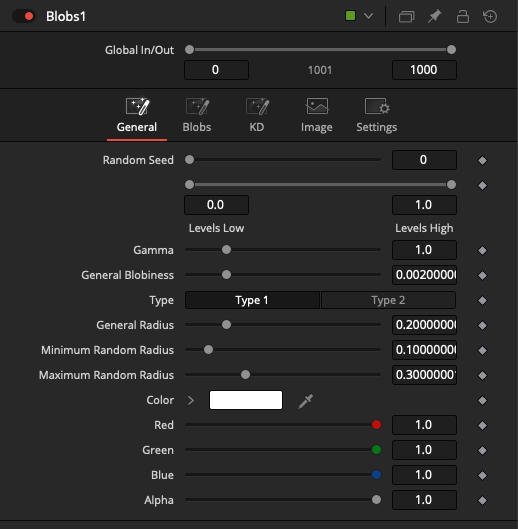 Blobs1
Global In/Out
0 1001 1000
General Blobs KD Image Settings
Random Seed 0
0.0 1.0
Levels Low Levels High
Gamma 1.0
General Blobiness 0.00200000
Type Type 1 Type 2
General Radius 0.20000000
Minimum Random Radius 0.10000000
Maximum Random Radius 0.30000001
Color
Red 1.0
Green 1.0
Blue 1.0
Alpha 1.0